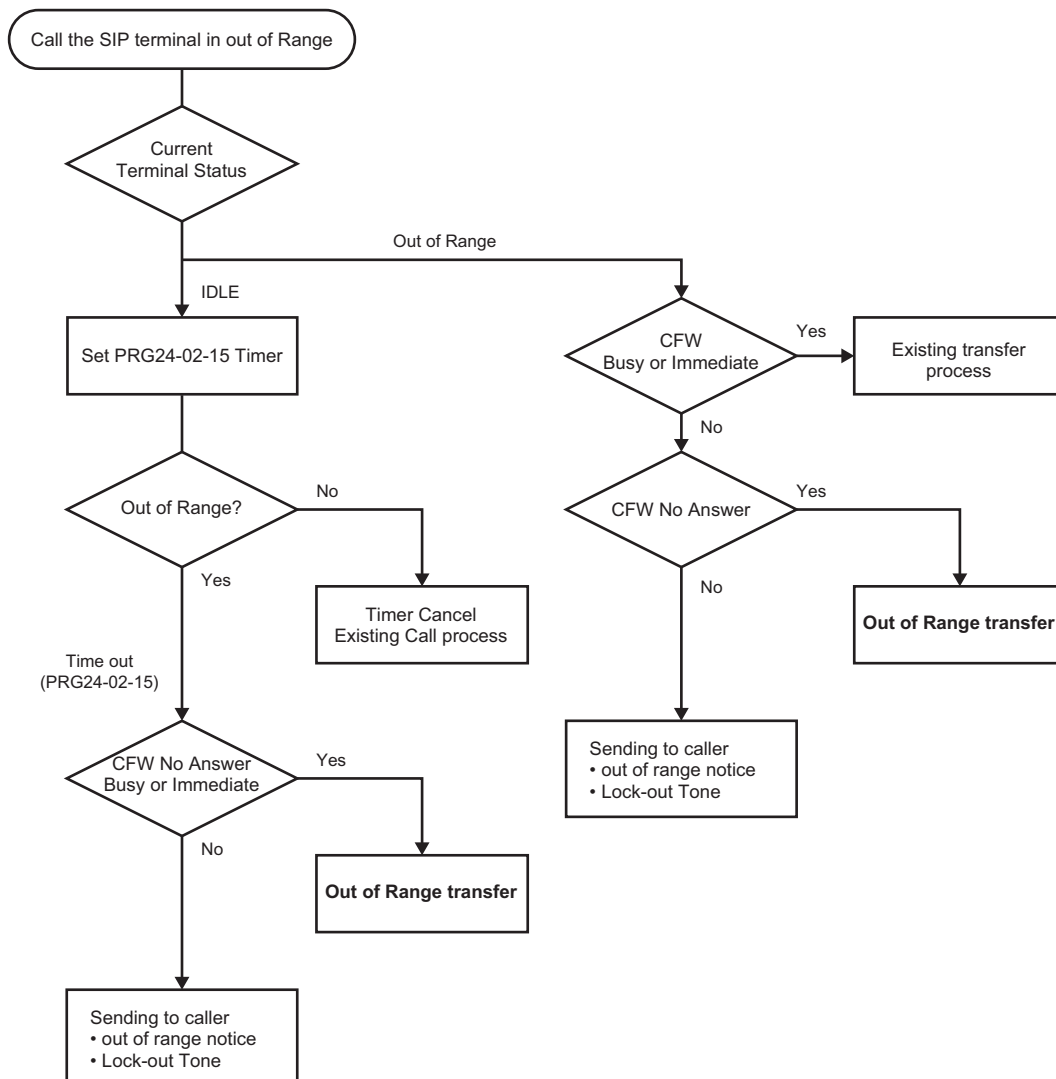 Call the SIP terminal in out of Range
Current
Terminal Status
Out of Range
IDLE
Set PRG24-02-15 Timer
CFW
Busy or Immediate
Yes
Existing transfer
process
No
Out of Range?
No
CFW No Answer
Yes
Yes
Timer Cancel
Existing Call process
No
Out of Range transfer
Time out
(PRG24-02-15)
CFW No Answer
Busy or Immediate
Yes
Sending to caller
• out of range notice
• Lock-out Tone
No
Out of Range transfer
Sending to caller
• out of range notice
• Lock-out Tone